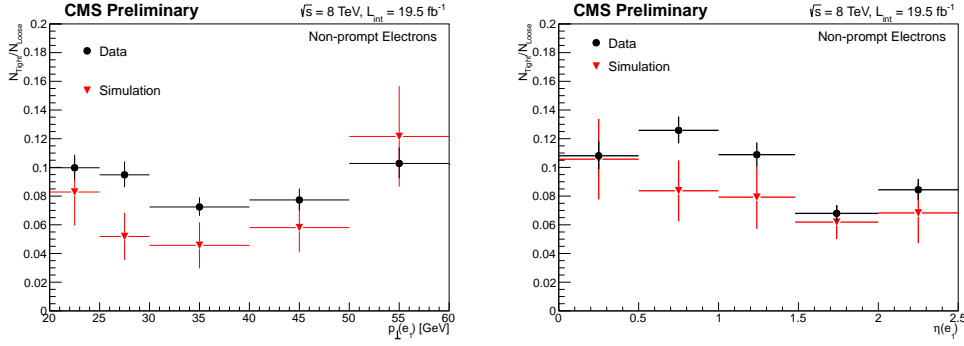 CMS Preliminary
√s = 8 TeV, L_int = 19.5 fb⁻¹
N_Tight/N_Loose
0.2
0.18
0.16
0.14
0.12
0.1
0.08
0.06
0.04
0.02
0
Non-prompt Electrons
Data
Simulation
20 25 30 35 40 45 50 55 60
p_⊥(e_1) [GeV]
CMS Preliminary
√s = 8 TeV, L_int = 19.5 fb⁻¹
N_Tight/N_Loose
0.2
0.18
0.16
0.14
0.12
0.1
0.08
0.06
0.04
0.02
0
Non-prompt Electrons
Data
Simulation
0 0.5 1 1.5 2 2.5
η(e_1)